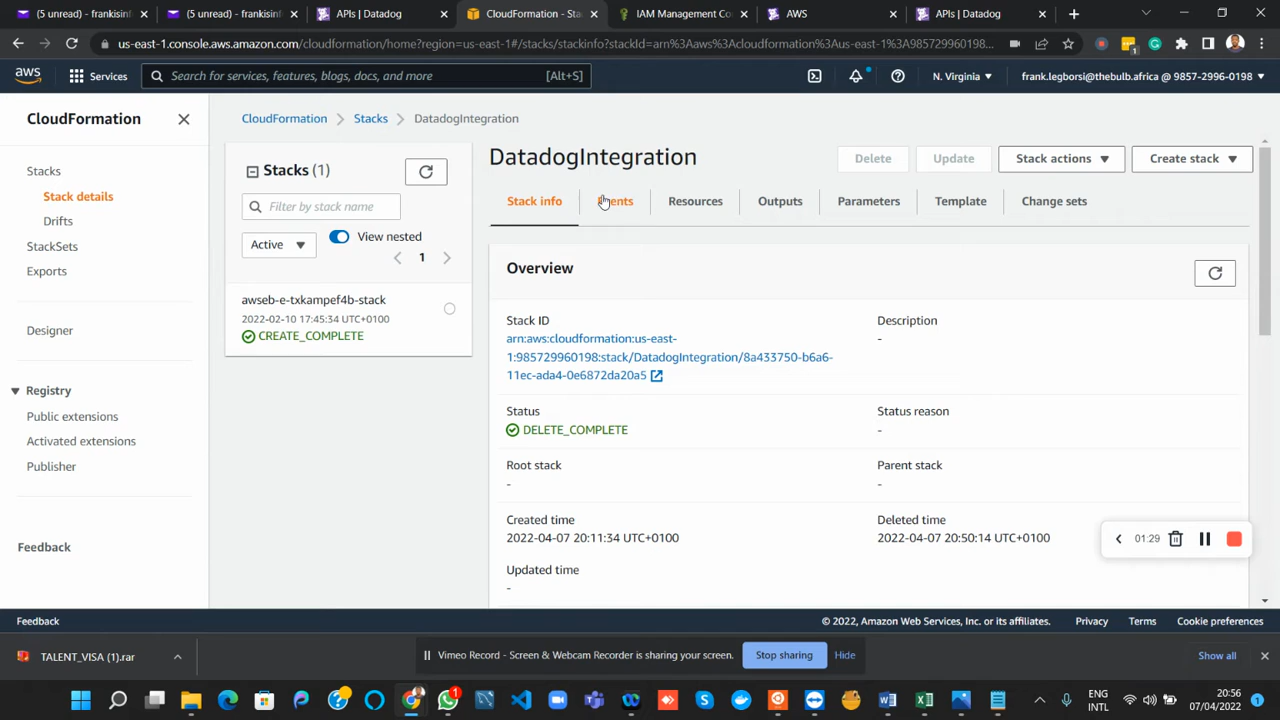 (5 unread) - frankisinf
(5 unread) - frankisinf
APIs | Datadog
CloudFormation - Sta
IAM Management Co
AWS
APIs | Datadog
us-east-1.console.aws.amazon.com/cloudformation/home?region=us-east-1#/stacks/stackinfo?stackId=arn%3Aaws%3Acloudformation%3Aus-east-1%3A985729960198...
aws
Services
Search for services, features, blogs, docs, and more
[Alt+S]
N. Virginia
frank.legborsi@thebulb.africa @ 9857-2996-0198
CloudFormation
Stacks
Stack details
Drifts
StackSets
Exports
Designer
Registry
Public extensions
Activated extensions
Publisher
Feedback
CloudFormation
Stacks
DatadogIntegration
Stacks (1)
Filter by stack name
Active
View nested
1
awseb-e-txkampef4b-stack
2022-02-10 17:45:34 UTC+0100
CREATE_COMPLETE
DatadogIntegration
Delete
Update
Stack actions
Create stack
Stack info
Resources
Outputs
Parameters
Template
Change sets
Overview
Stack ID
arn:aws:cloudformation:us-east-
1:985729960198:stack/DatadogIntegration/8a433750-b6a6-
11ec-ada4-0e6872da20a5
Description
-
Status
DELETE_COMPLETE
Status reason
-
Root stack
-
Parent stack
-
Created time
2022-04-07 20:11:34 UTC+0100
Deleted time
2022-04-07 20:50:14 UTC+0100
Updated time
-
01:29
Feedback
© 2022, Amazon Web Services, Inc. or its affiliates.
Privacy
Terms
Cookie preferences
TALENT_VISA (1).rar
Vimeo Record - Screen & Webcam Recorder is sharing your screen.
Stop sharing
Hide
Show all
1
ENG
INTL
20:56
07/04/2022